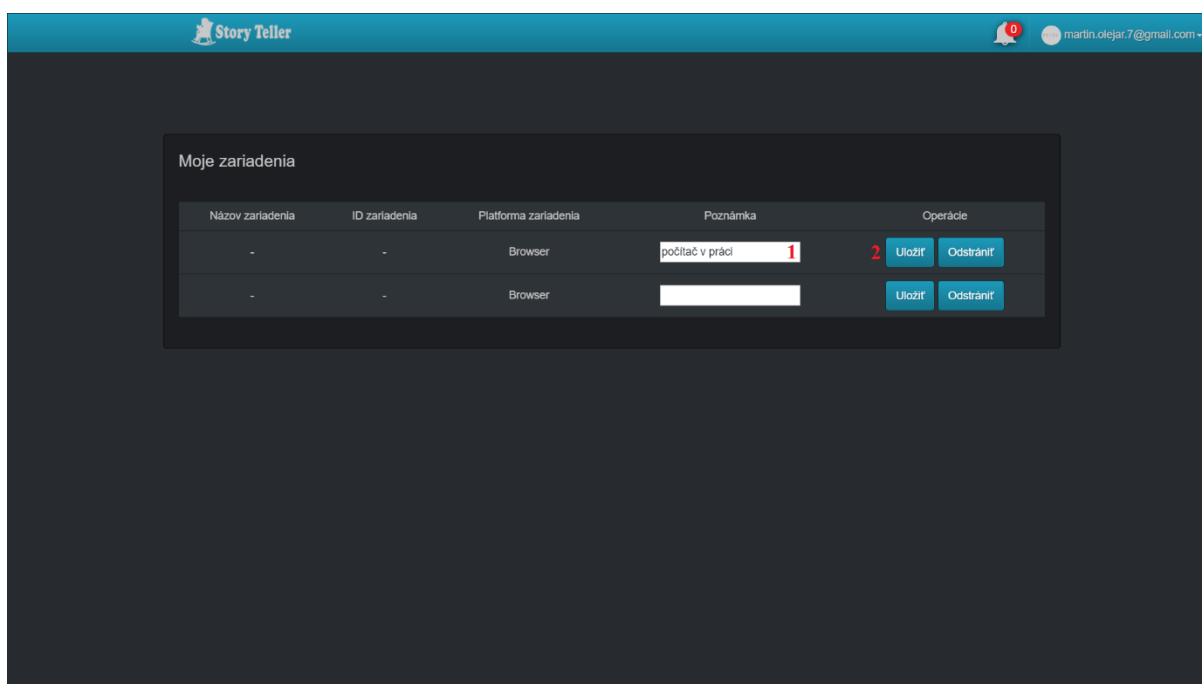 Story Teller
0
martin.olejar.7@gmail.com
Moje zariadenia
Názov zariadenia ID zariadenia Platforma zariadenia Poznámka Operácie
- - Browser počítač v práci 1 2 Uložiť Odstrániť
- - Browser Uložiť Odstrániť